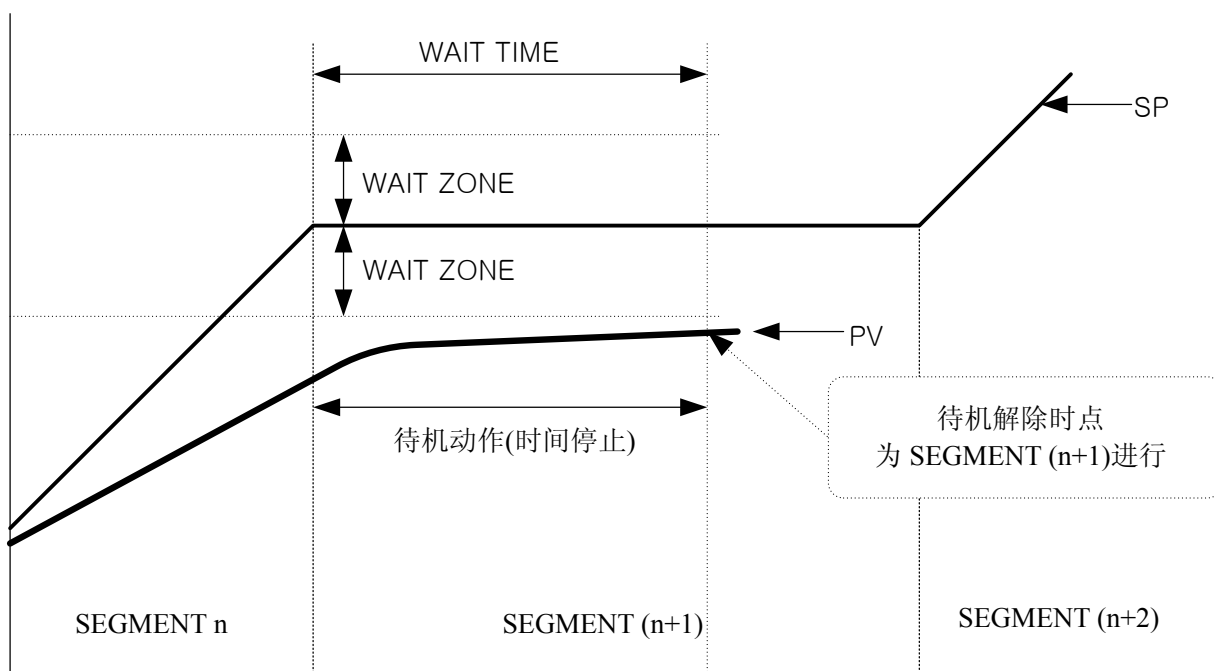 WAIT TIME
SP
WAIT ZONE
WAIT ZONE
PV
待机动作(时间停止)
待机解除时点
为 SEGMENT (n+1)进行
SEGMENT n
SEGMENT (n+1)
SEGMENT (n+2)